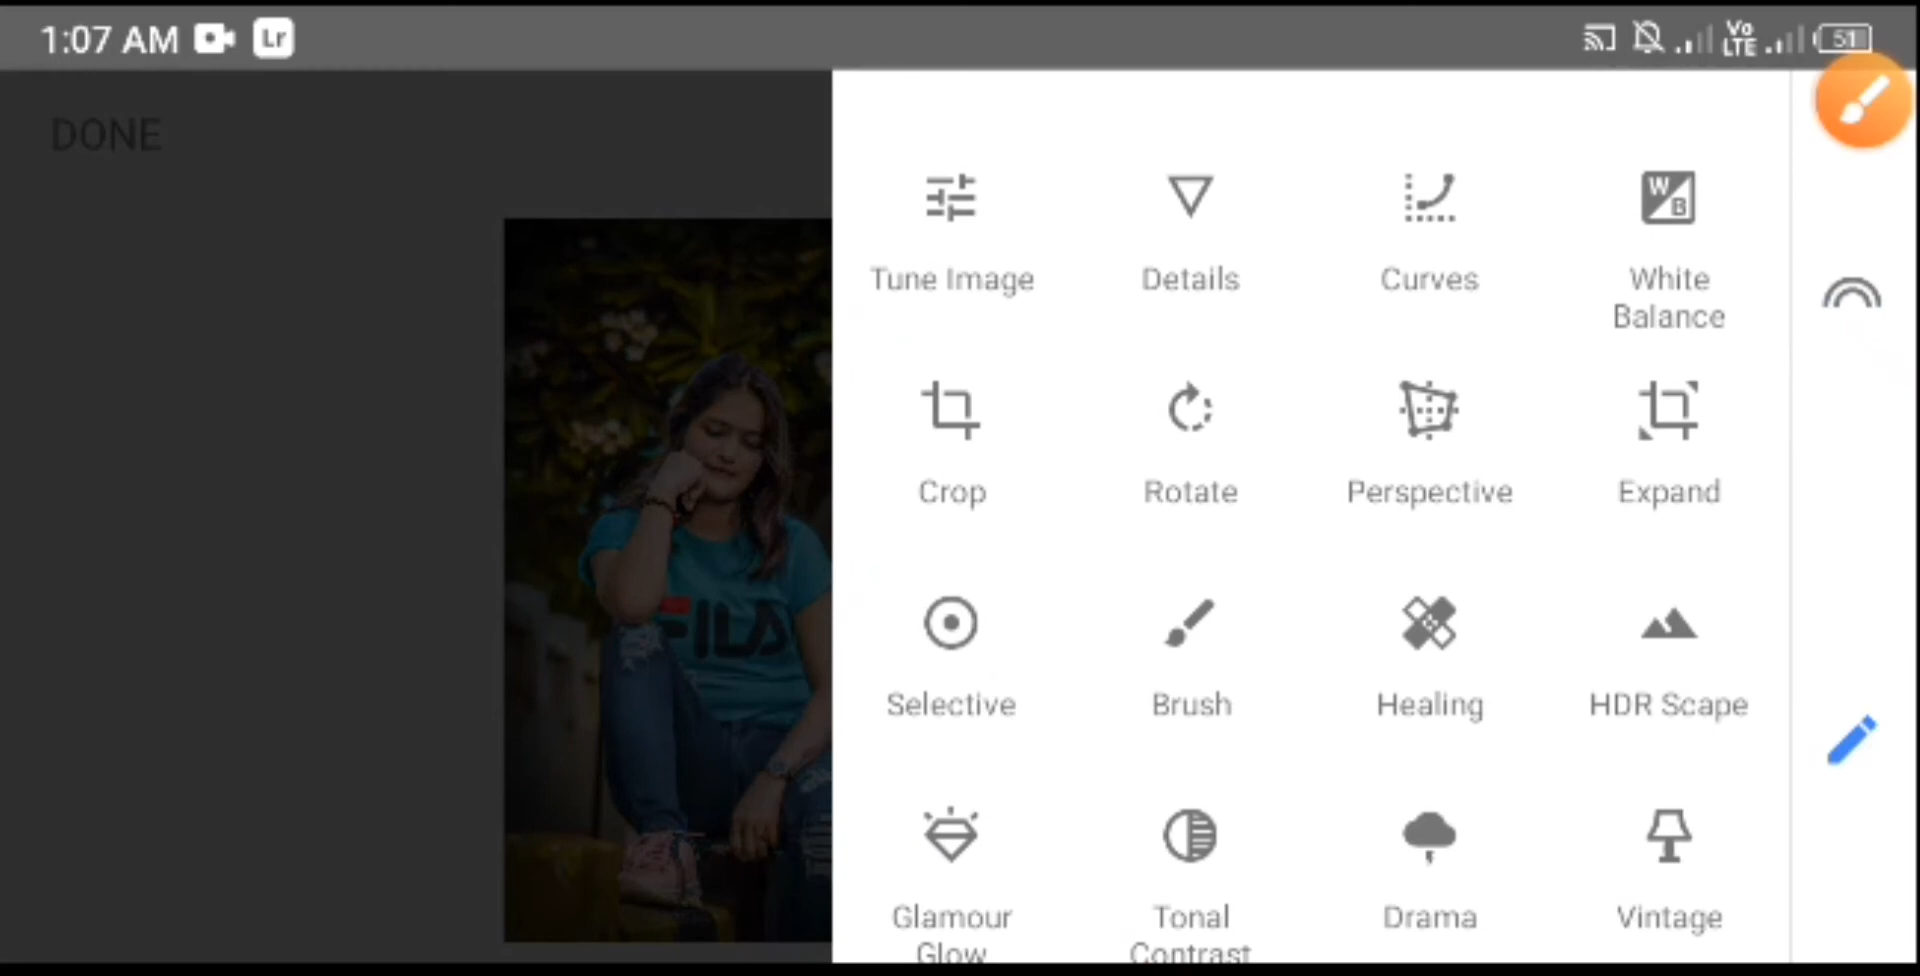 1:07 AM Lr Vo LTE 51
DONE
Tune Image Details Curves White Balance
W B
Crop Rotate Perspective Expand
FILA
Selective Brush Healing HDR Scape
Glamour Glow Tonal Contrast Drama Vintage